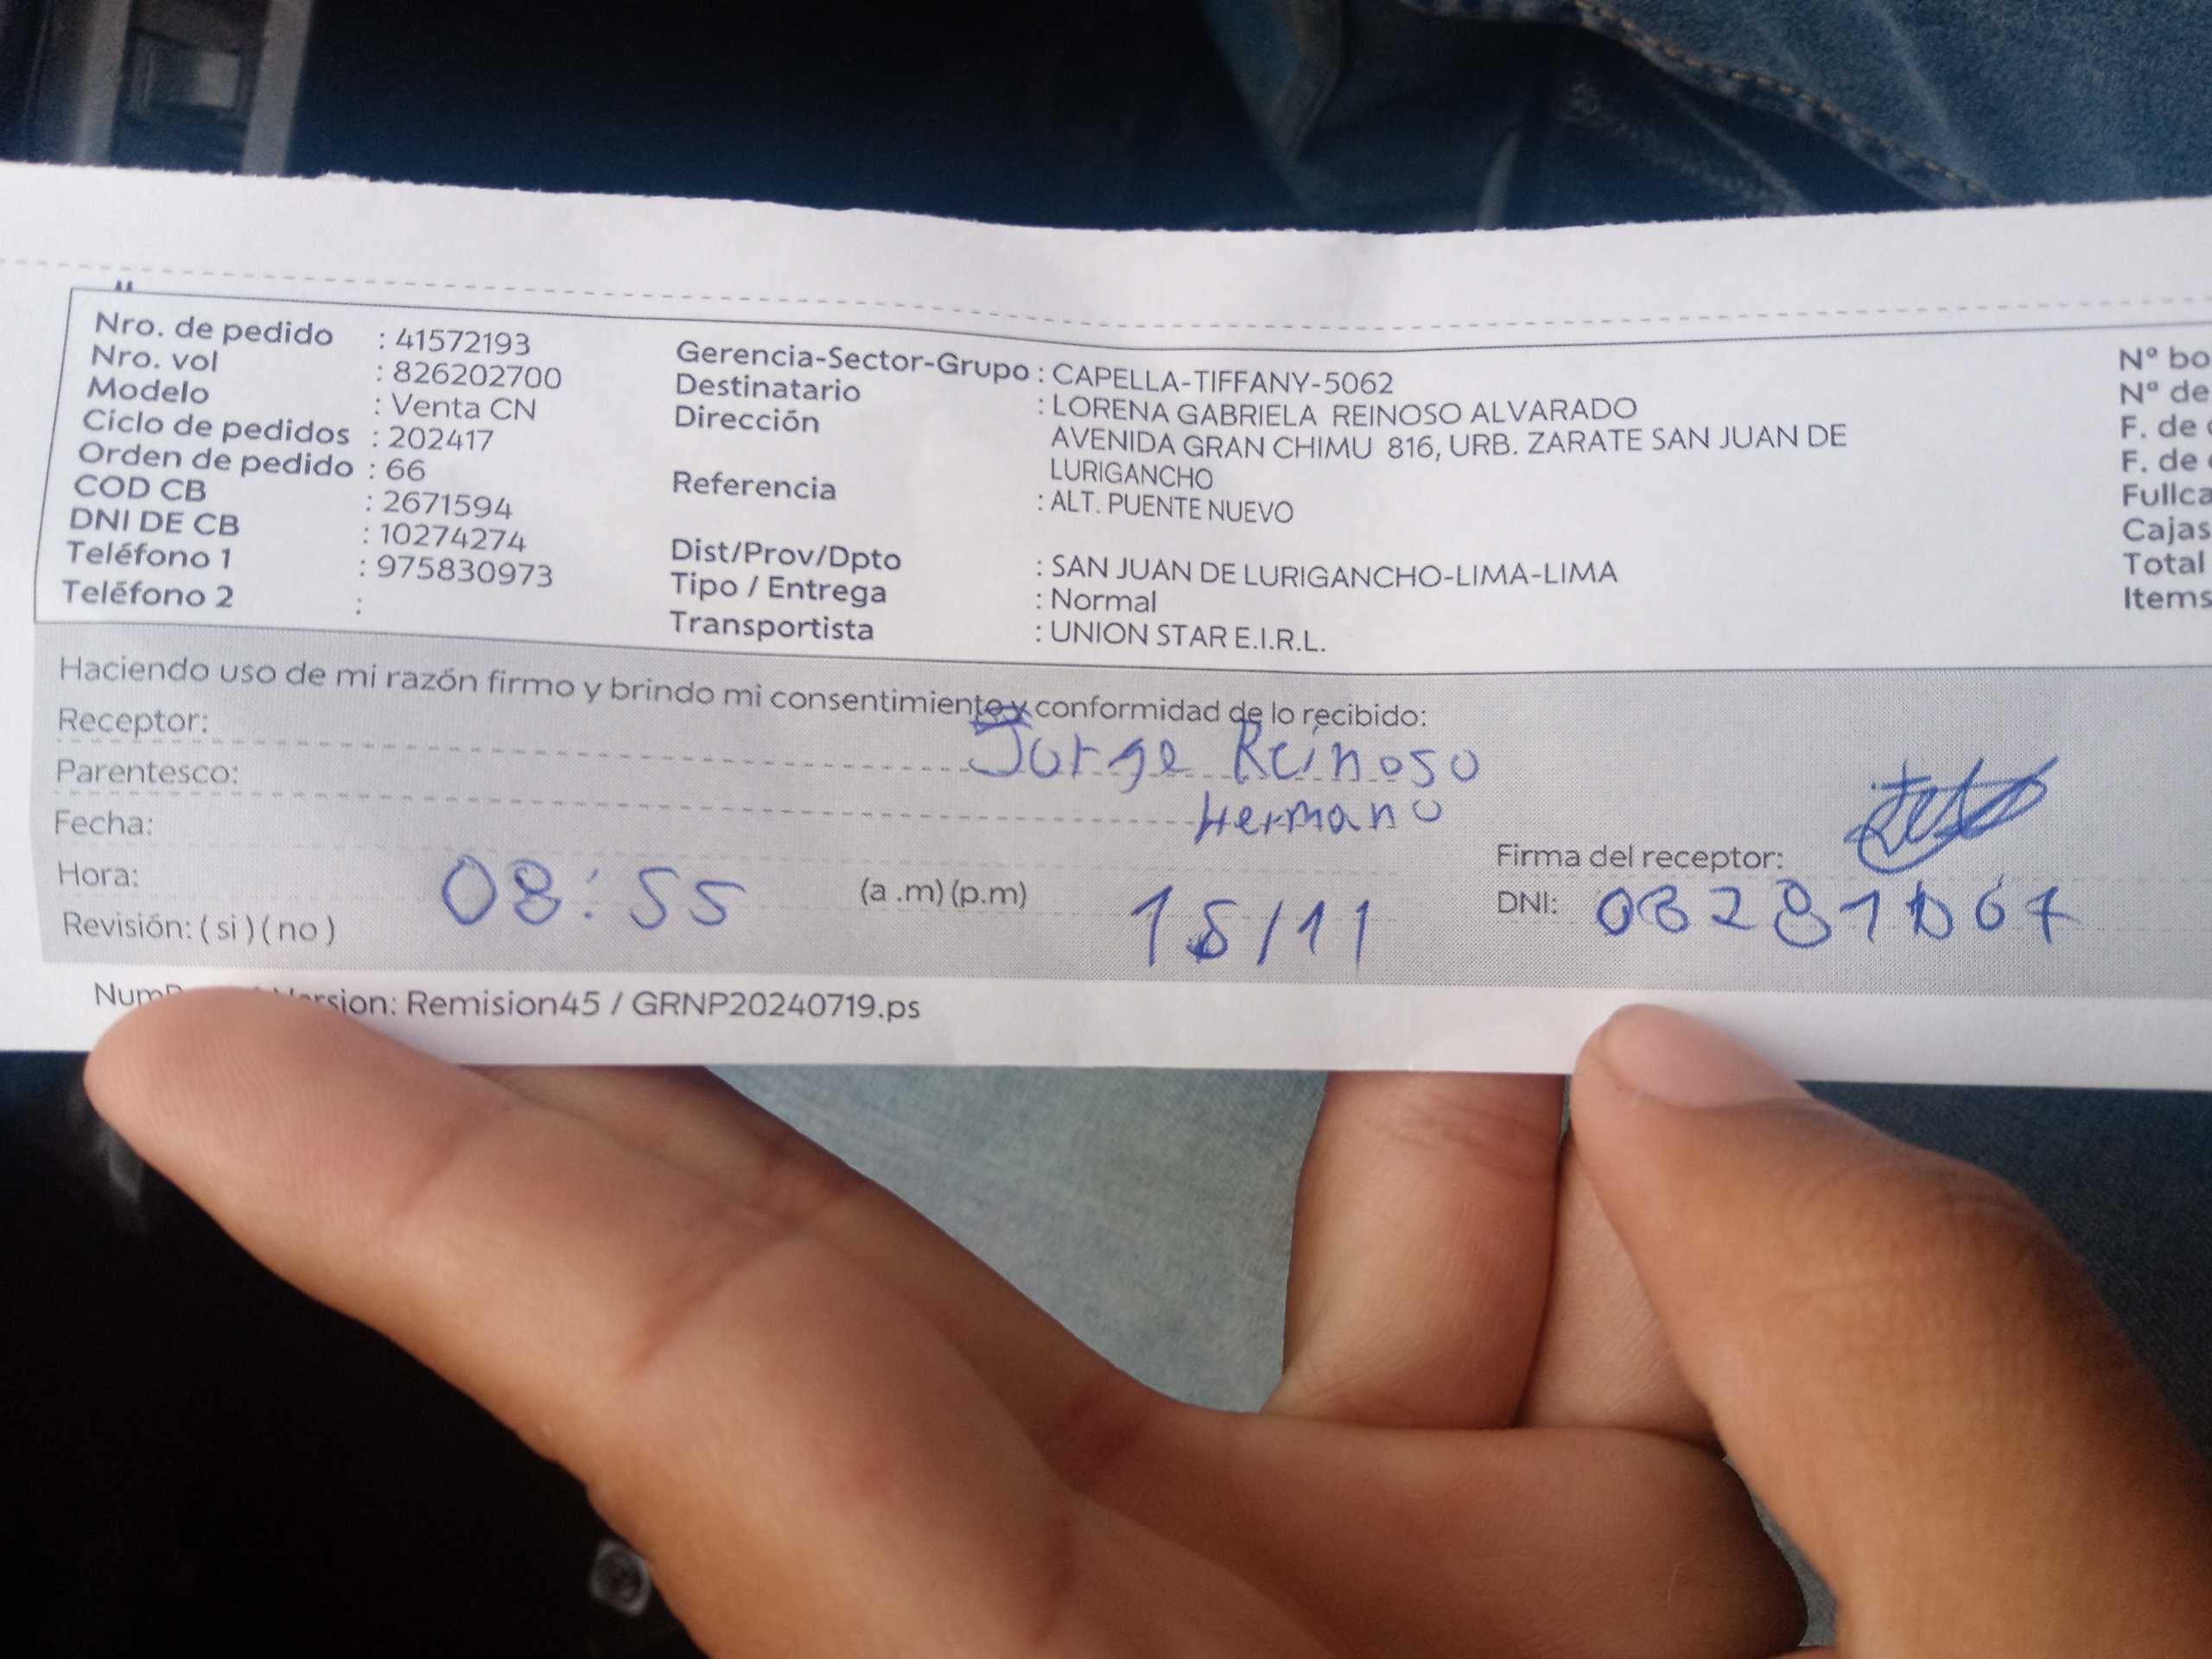 Nro. de pedido : 41572193
Nro. vol : 826202700
Modelo : Venta CN
Ciclo de pedidos : 202417
Orden de pedido : 66
COD CB : 2671594
DNI DE CB : 10274274
Teléfono 1 : 975830973
Teléfono 2 :
Gerencia-Sector-Grupo : CAPELLA-TIFFANY-5062
Destinatario : LORENA GABRIELA REINOSO ALVARADO
Dirección AVENIDA GRAN CHIMU 816, URB. ZARATE SAN JUAN DE
LURIGANCHO
Referencia : ALT. PUENTE NUEVO
Dist/Prov/Dpto : SAN JUAN DE LURIGANCHO-LIMA-LIMA
Tipo / Entrega : Normal
Transportista : UNION STAR E.I.R.L.
Nº bo
Nº de
F. de
F. de
Fullca
Cajas
Total
Items
Haciendo uso de mi razón firmo y brindo mi consentimiento y conformidad de lo recibido:
Receptor: Jorge Reinoso
Parentesco: Hermano
Fecha:
Hora: 08:55 (a .m) (p.m) 15/11
Revisión: ( si ) ( no )
Firma del receptor:
DNI:
rsion: Remision45 / GRNP20240719.ps